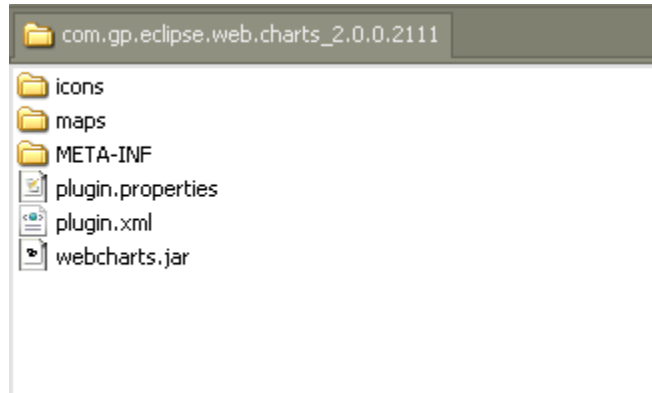 com.gp.eclipse.web.charts_2.0.0.2111
icons
maps
META-INF
plugin.properties
plugin.xml
webcharts.jar